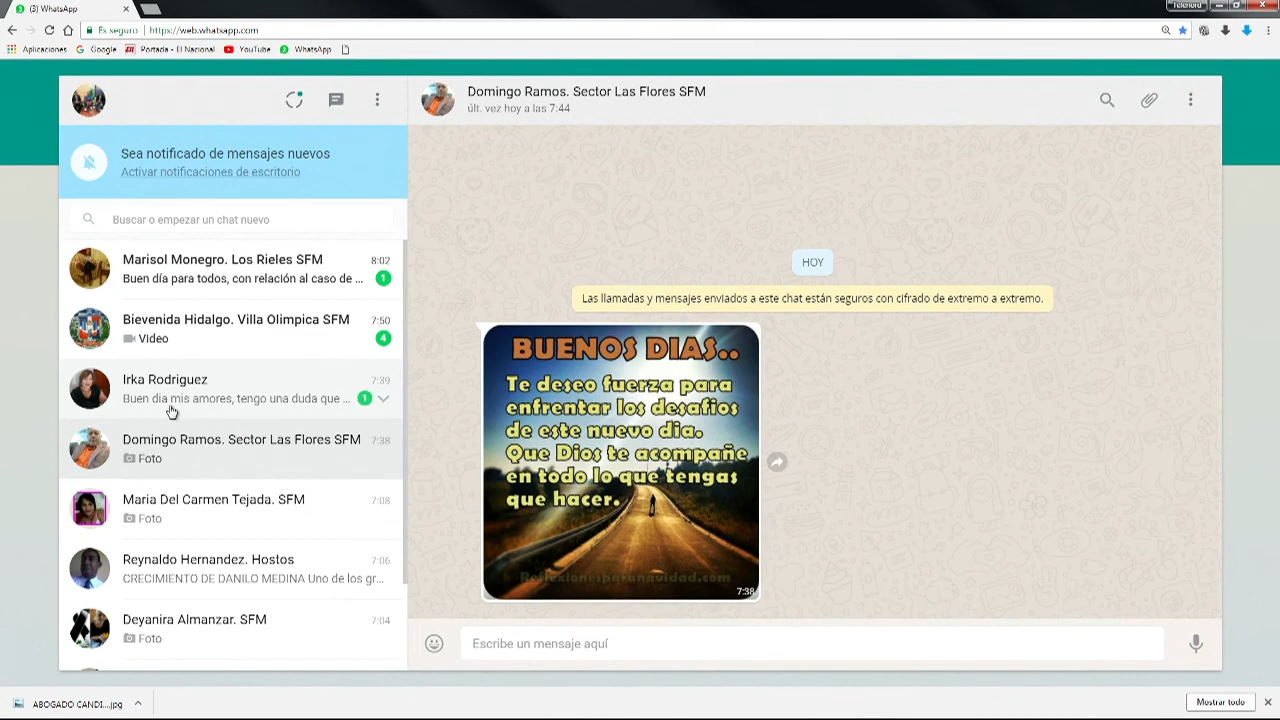 (3) WhatsApp
Telenord
Es seguro
https://web.whatsapp.com
Aplicaciones
Google
Portada - El Nacional
YouTube
WhatsApp
Domingo Ramos. Sector Las Flores SFM
últ. vez hoy a las 7:44
Sea notificado de mensajes nuevos
Activar notificaciones de escritorio
Buscar o empezar un chat nuevo
Marisol Monegro. Los Rieles SFM
8:02
Buen día para todos, con relación al caso de ...
1
Bievenida Hidalgo. Villa Olimpica SFM
7:50
Video
4
Irka Rodriguez
7:39
Buen dia mis amores, tengo una duda que ...
1
Domingo Ramos. Sector Las Flores SFM
7:38
Foto
Maria Del Carmen Tejada. SFM
7:08
Foto
Reynaldo Hernandez. Hostos
7:06
CRECIMIENTO DE DANILO MEDINA Uno de los gr...
Deyanira Almanzar. SFM
7:04
Foto
HOY
Las llamadas y mensajes enviados a este chat están seguros con cifrado de extremo a extremo.
BUENOS DIAS..
Te deseo fuerza para
enfrentar los desafios
de este nuevo dia.
Que Dios te acompañe
en todo lo que tengas
que hacer.
Reflexionesparanavidad.com
7:38
Escribe un mensaje aquí
ABOGADO CANDI....jpg
Mostrar todo